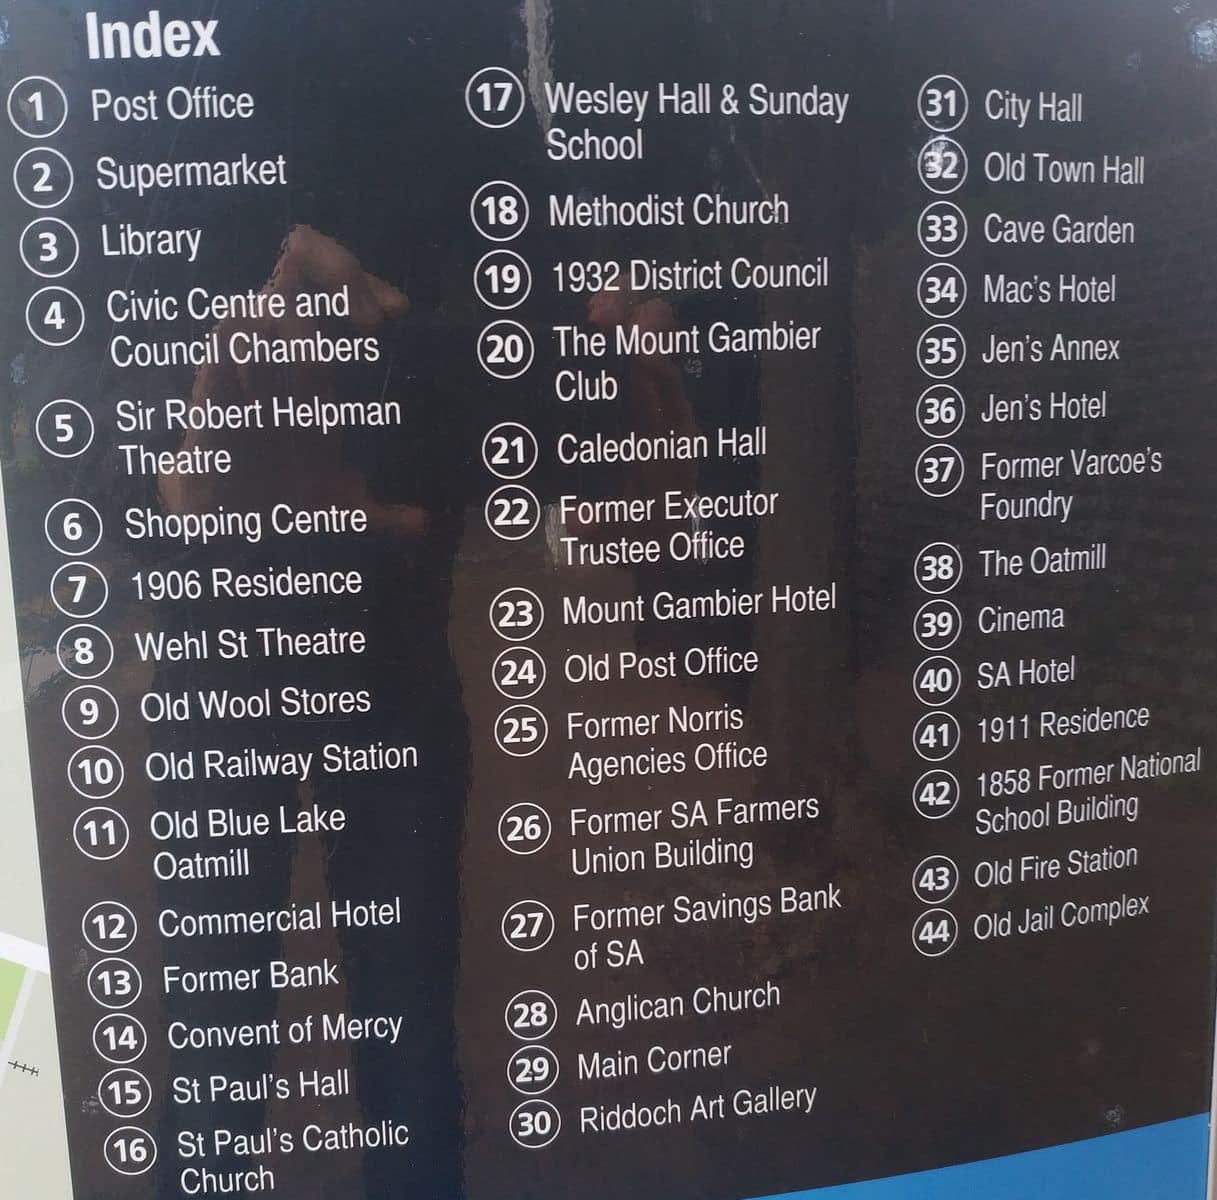 Index
1 Post Office
2 Supermarket
3 Library
4 Civic Centre and
Council Chambers
5 Sir Robert Helpman
Theatre
6 Shopping Centre
7 1906 Residence
8 Wehl St Theatre
9 Old Wool Stores
10 Old Railway Station
11 Old Blue Lake
Oatmill
12 Commercial Hotel
13 Former Bank
14 Convent of Mercy
15 St Paul's Hall
16 St Paul's Catholic
Church
17 Wesley Hall & Sunday
School
18 Methodist Church
19 1932 District Council
20 The Mount Gambier
Club
21 Caledonian Hall
22 Former Executor
Trustee Office
23 Mount Gambier Hotel
24 Old Post Office
25 Former Norris
Agencies Office
26 Former SA Farmers
Union Building
27 Former Savings Bank
of SA
28 Anglican Church
29 Main Corner
30 Riddoch Art Gallery
31 City Hall
32 Old Town Hall
33 Cave Garden
34 Mac's Hotel
35 Jen's Annex
36 Jen's Hotel
37 Former Varcoe's
Foundry
38 The Oatmill
39 Cinema
40 SA Hotel
41 1911 Residence
42 1858 Former National
School Building
43 Old Fire Station
44 Old Jail Complex